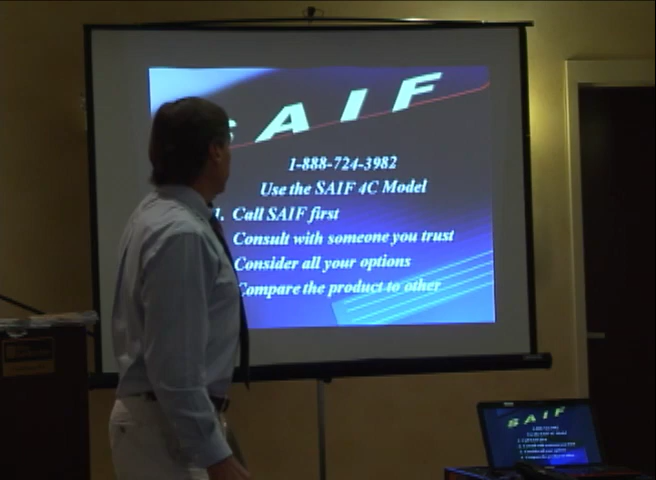 SAIF
1-888-724-3982
Use the SAIF 4C Model
1. Call SAIF first
Consult with someone you trust
Consider all your options
Compare the product to other
SAIF